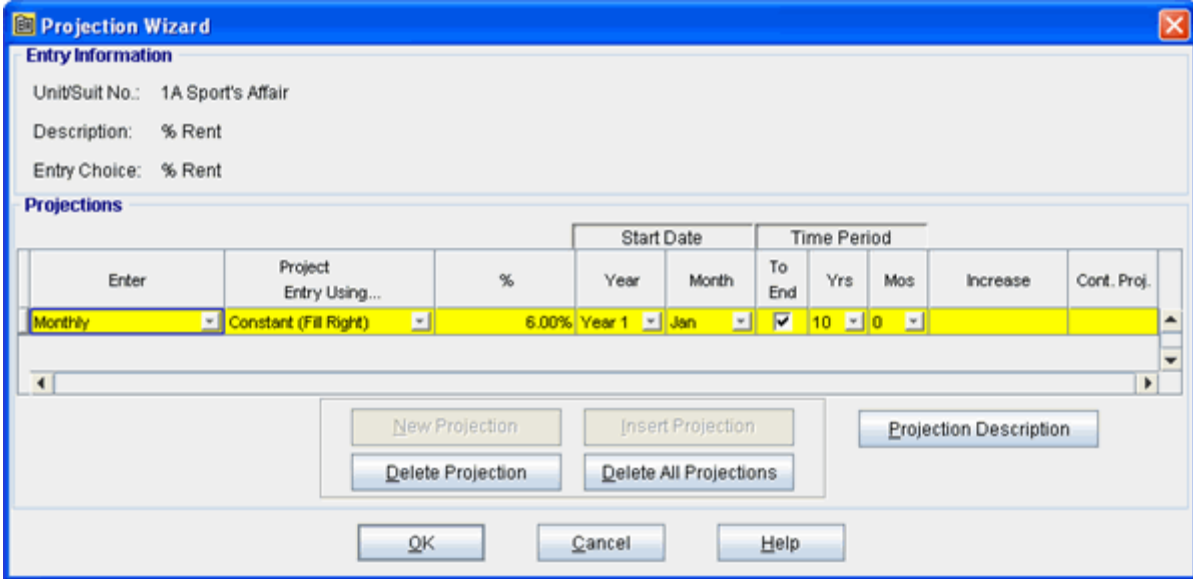 Projection Wizard
Entry Information
Unit/Suit No.: 1A Sport's Affair
Description: % Rent
Entry Choice: % Rent
Projections
Start Date Time Period
Enter Project Entry Using... % Year Month To End Yrs Mos Increase Cont. Proj.
Monthly Constant (Fill Right) 6.00% Year 1 Jan 10 0
New Projection Insert Projection Projection Description
Delete Projection Delete All Projections
OK Cancel Help